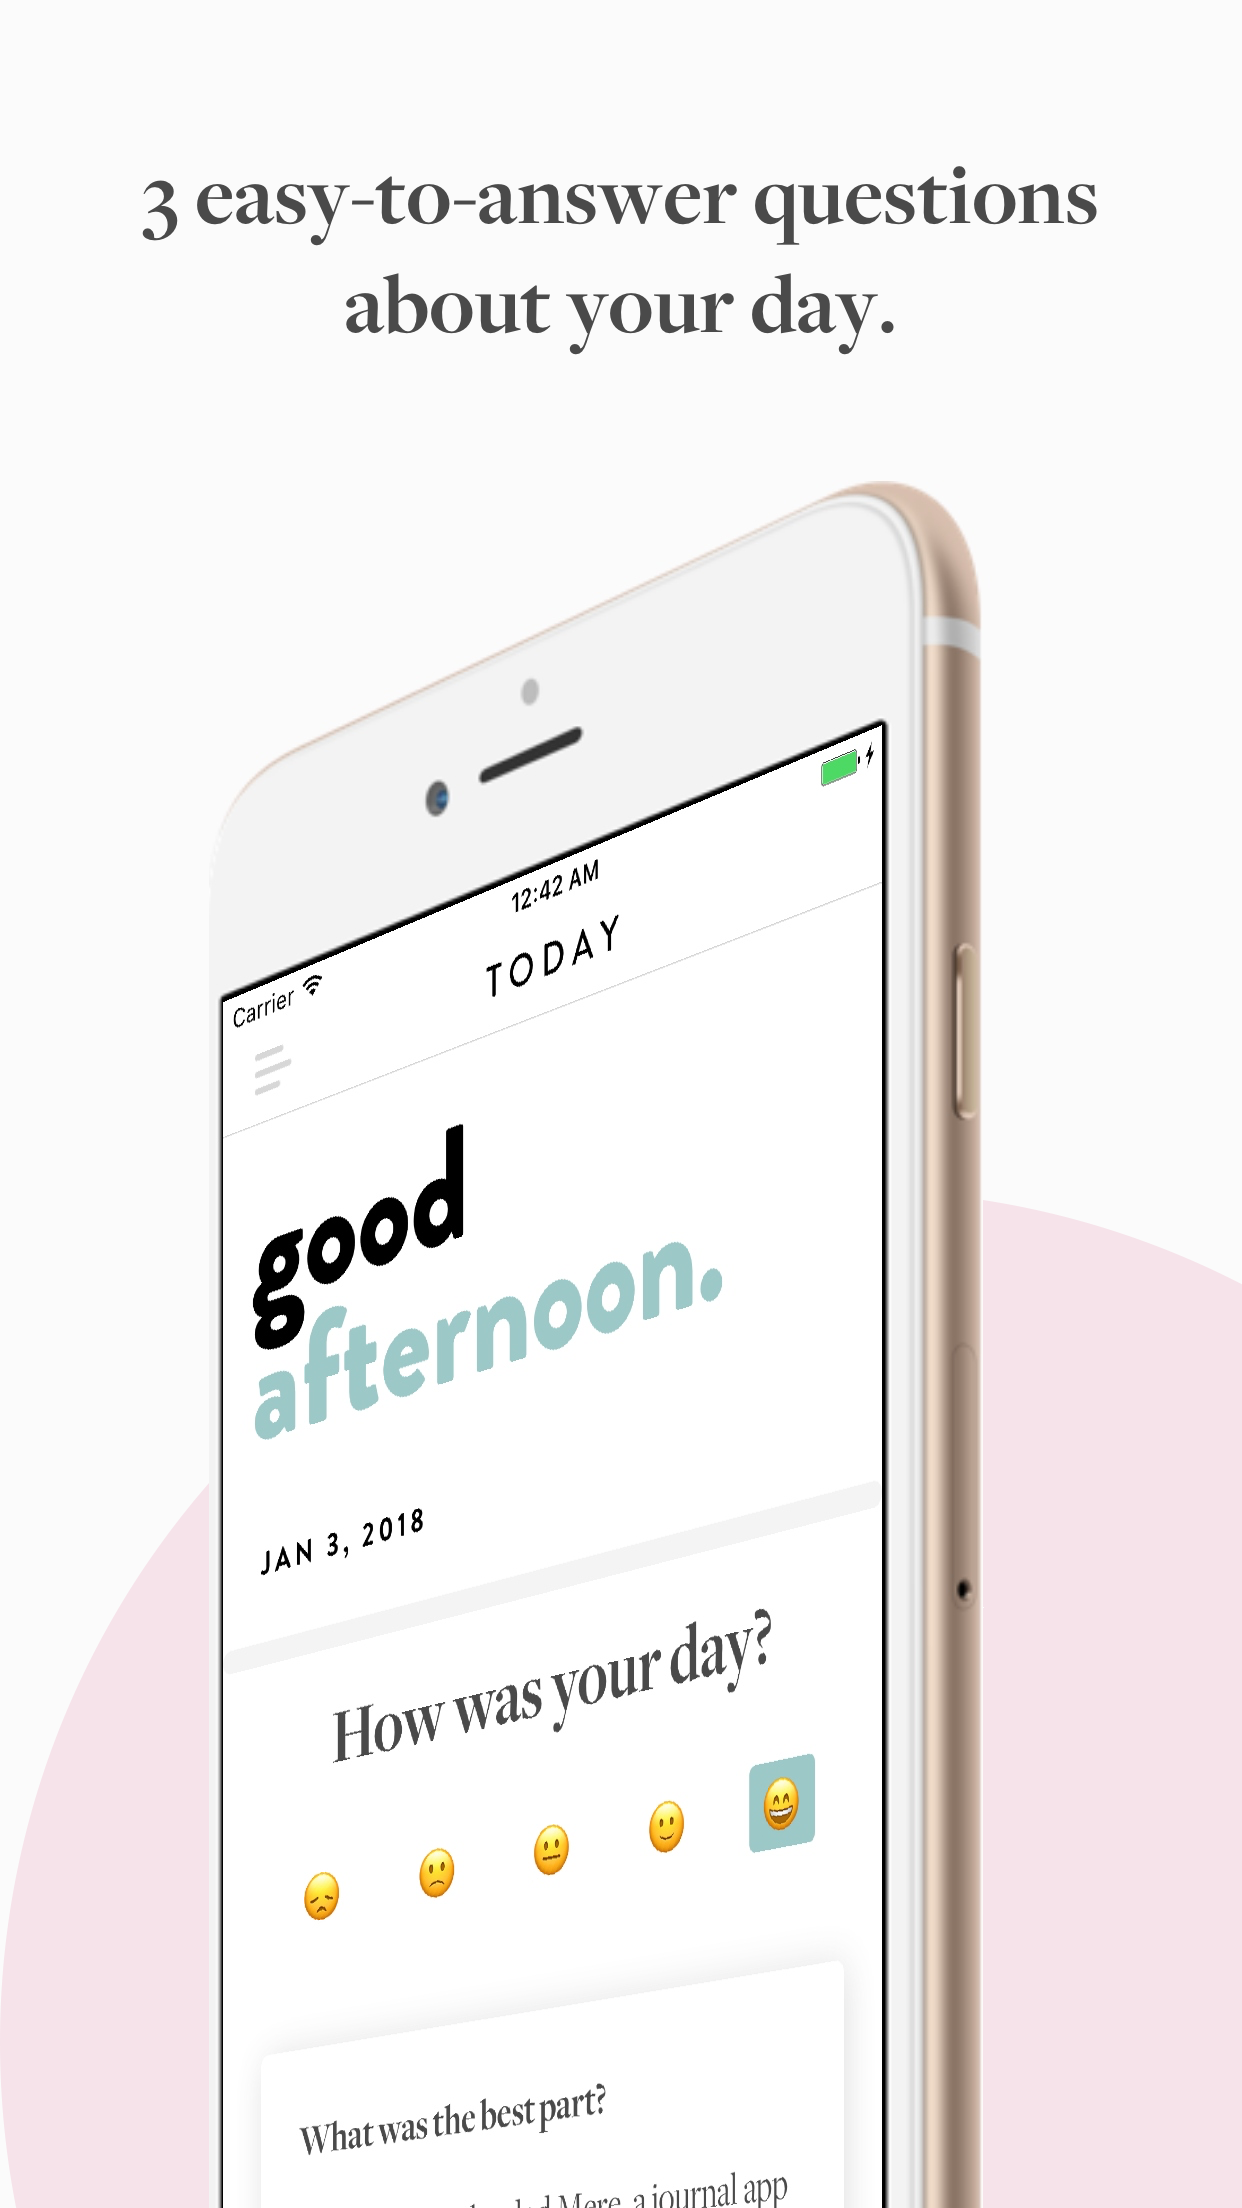 3 easy-to-answer questions
about your day.
12:42 AM
Carrier
TODAY
good
afternoon.
JAN 3, 2018
How was your day?
What was the best part?
Mere, a journal app